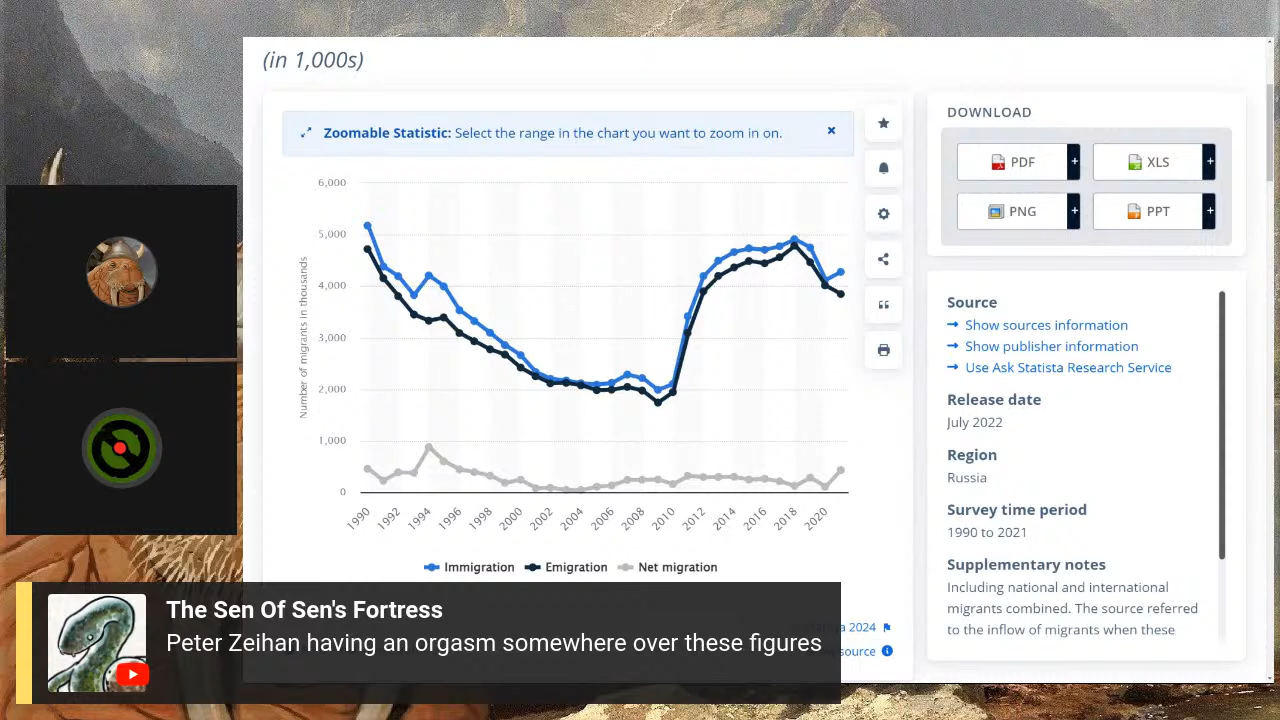 (in 1,000s)
Zoomable Statistic: Select the range in the chart you want to zoom in on.
6,000
5,000
4,000
3,000
2,000
1,000
0
Number of migrants in thousands
1990
1992
1994
1996
1998
2000
2002
2004
2006
2008
2010
2012
2014
2016
2018
2020
Immigration
Emigration
Net migration
DOWNLOAD
PDF +
XLS +
PNG +
PPT +
Source
Show sources information
Show publisher information
Use Ask Statista Research Service
Release date
July 2022
Region
Russia
Survey time period
1990 to 2021
Supplementary notes
Including national and international
migrants combined. The source referred
to the inflow of migrants when these
2024
source
The Sen Of Sen's Fortress
Peter Zeihan having an orgasm somewhere over these figures